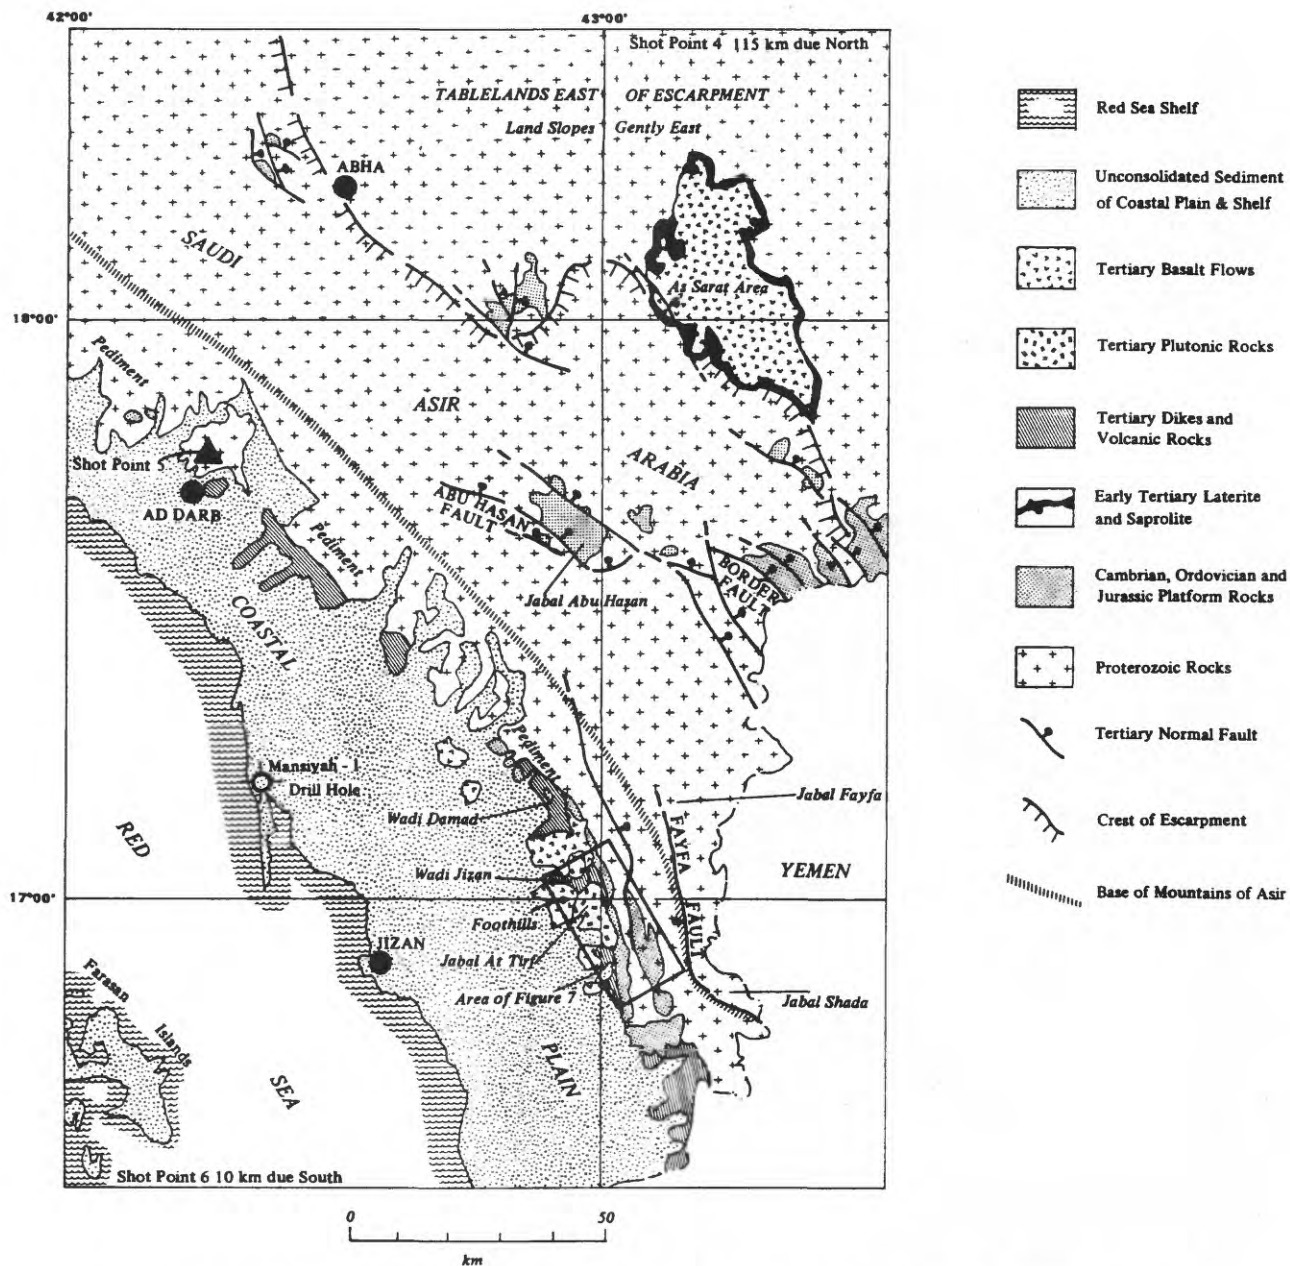 42°00'
43°00'
Shot Point 4 115 km due North
TABLELANDS EAST OF ESCARPMENT
Land Slopes Gently East
ABHA
SAUDI
As Sarat Area
18°00'
Pediment
ASIR
ARABIA
Shot Point 5
AD DARB
ABU HASAN
FAULT
Pediment
Jabal Abu Hasan
BORDER
FAULT
COASTAL
Pediment
Mansiyah - 1
Drill Hole
Jabal Fayfa
Wadi Damad
RED
FAYFA
FAULT
YEMEN
Wadi Jizan
17°00'
Foothills
JIZAN
Jabal At Tirf
Area of Figure 7
Jabal Shada
Farasan
Islands
PLAIN
SEA
Shot Point 6 10 km due South
0
50
km
Red Sea Shelf
Unconsolidated Sediment
of Coastal Plain & Shelf
Tertiary Basalt Flows
Tertiary Plutonic Rocks
Tertiary Dikes and
Volcanic Rocks
Early Tertiary Laterite
and Saprolite
Cambrian, Ordovician and
Jurassic Platform Rocks
Proterozoic Rocks
Tertiary Normal Fault
Crest of Escarpment
Base of Mountains of Asir